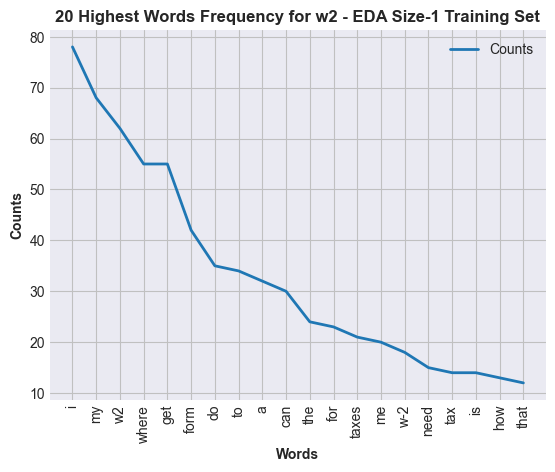 20 Highest Words Frequency for w2 - EDA Size-1 Training Set
Counts
80
70
60
50
40
30
20
10
Counts
i
my
w2
where
get
form
do
to
a
can
the
for
taxes
me
w-2
need
tax
is
how
that
Words